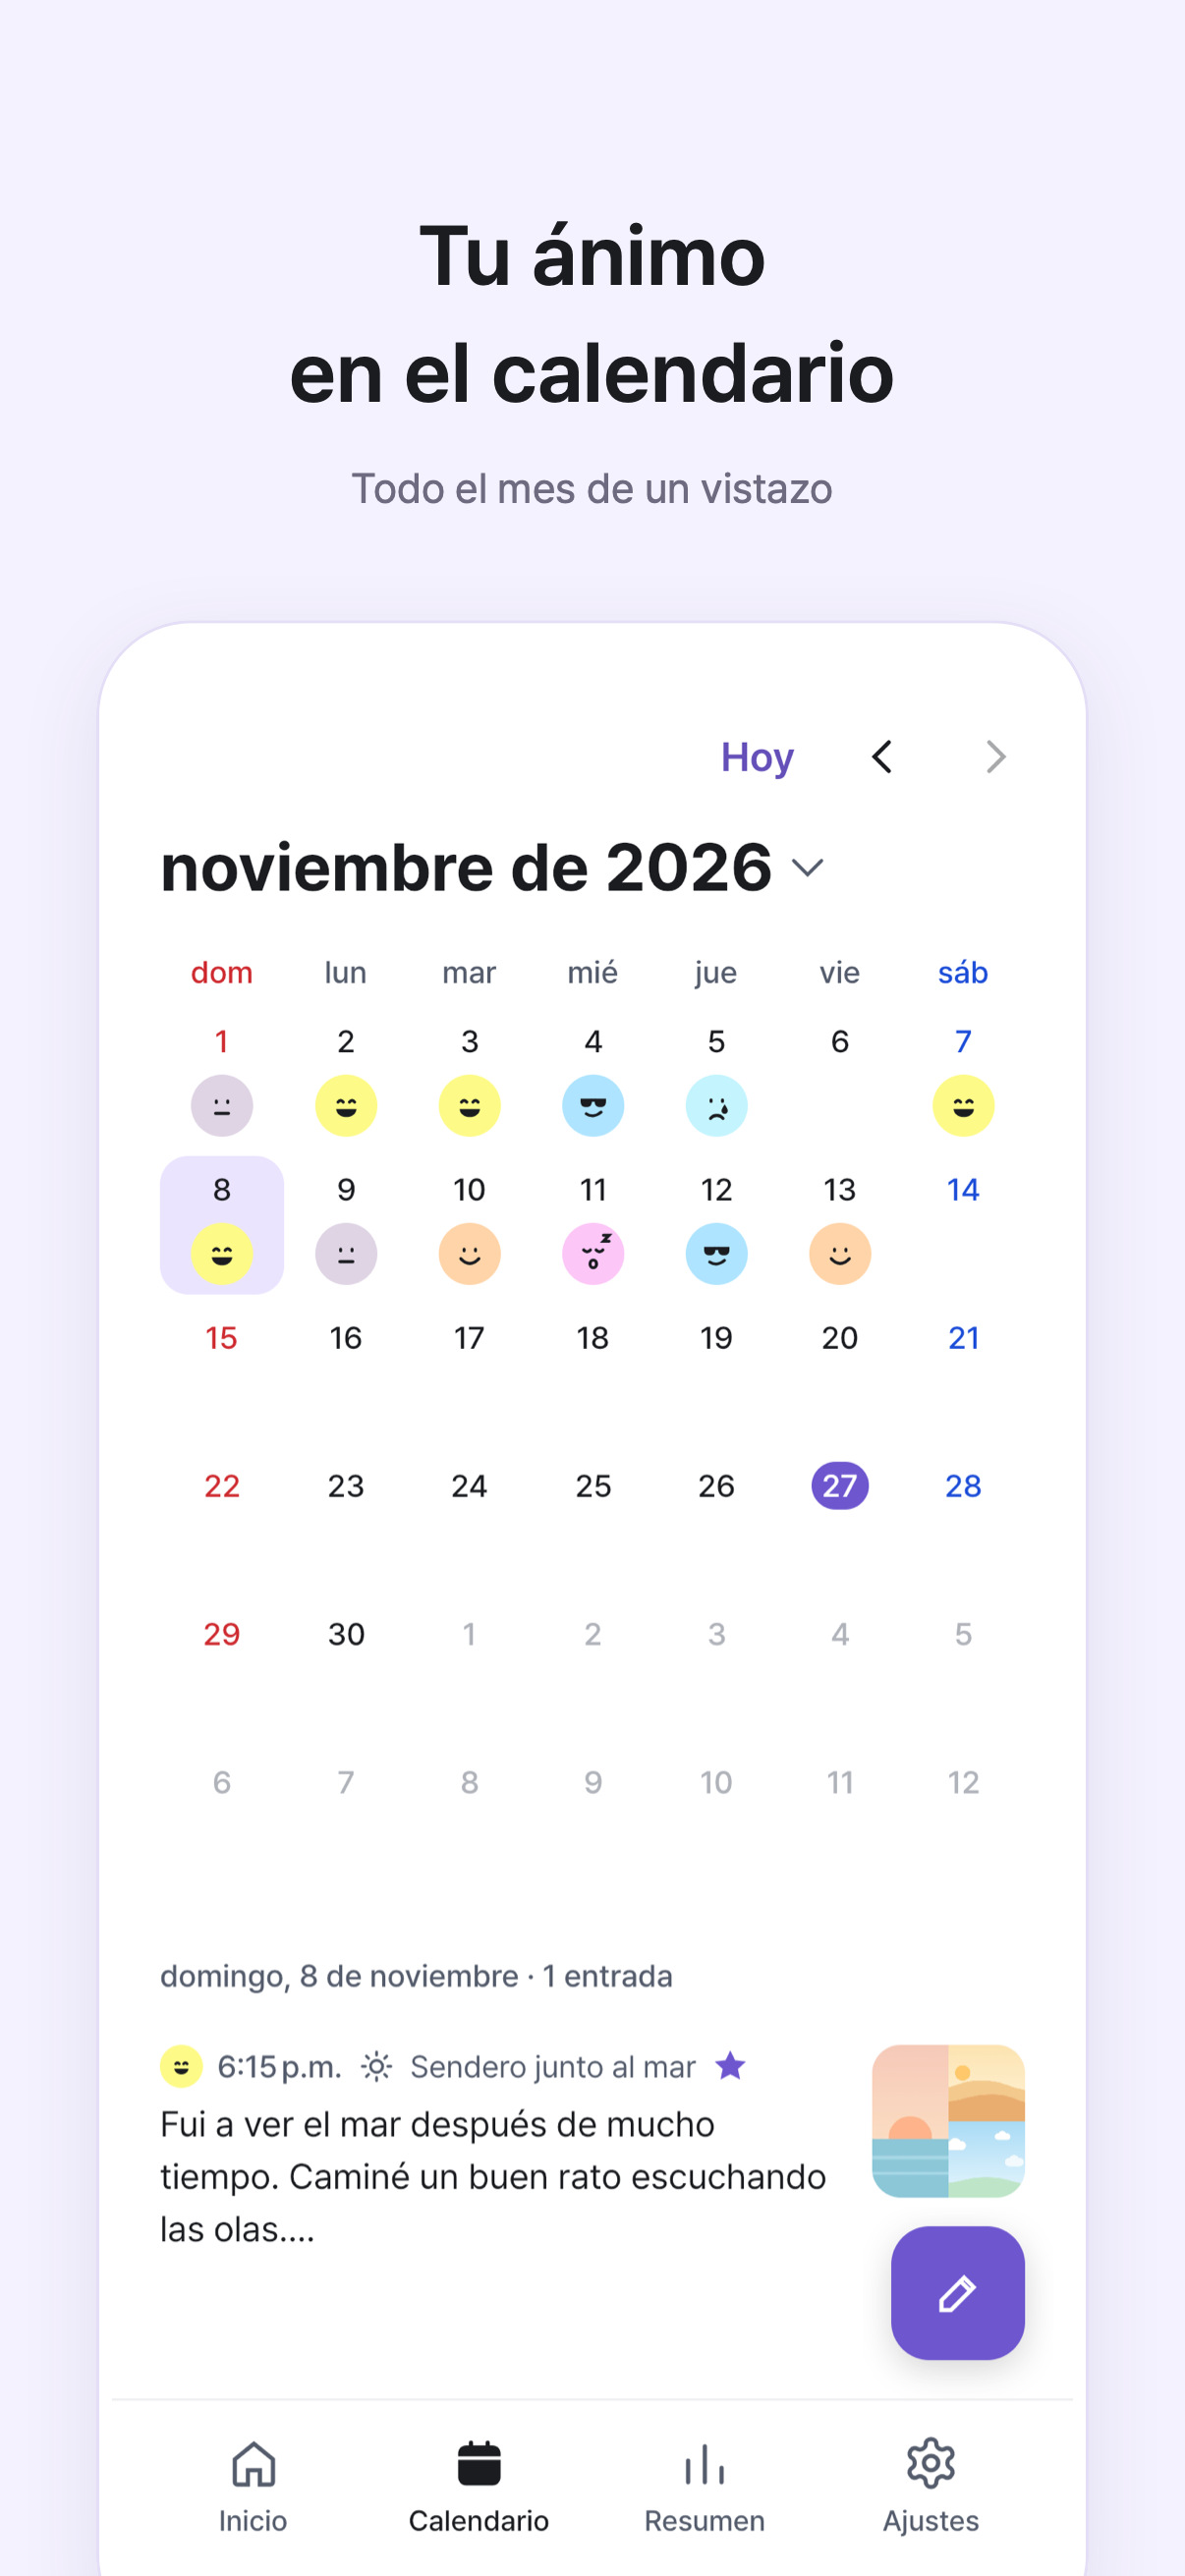 Tu ánimo
en el calendario
Todo el mes de un vistazo
Hoy
noviembre de 2026
dom lun mar mié jue vie sáb
1 2 3 4 5 6 7
8 9 10 11 12 13 14
15 16 17 18 19 20 21
22 23 24 25 26 27 28
29 30 1 2 3 4 5
6 7 8 9 10 11 12
domingo, 8 de noviembre · 1 entrada
6:15 p.m. Sendero junto al mar
Fui a ver el mar después de mucho
tiempo. Caminé un buen rato escuchando
las olas....
Inicio Calendario Resumen Ajustes